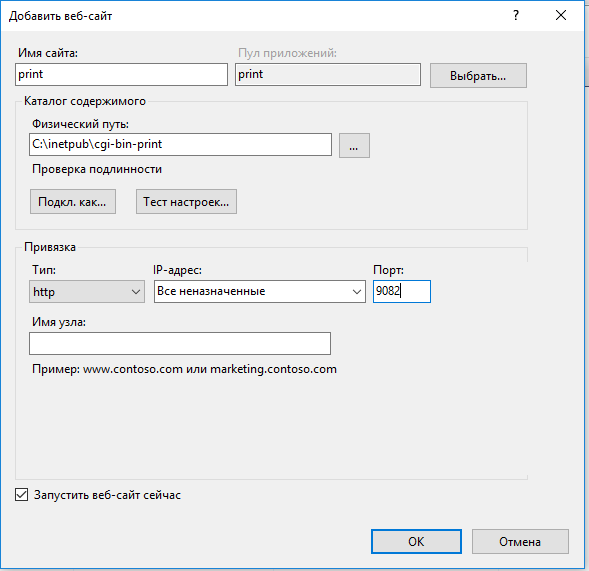 Добавить веб-сайт
? ×
Имя сайта: Пул приложений:
print print Выбрать...
Каталог содержимого
Физический путь:
C:\inetpub\cgi-bin-print ...
Проверка подлинности
Подкл. как... Тест настроек...
Привязка
Тип: IP-адрес: Порт:
http Все неназначенные 9082
Имя узла:
Пример: www.contoso.com или marketing.contoso.com
Запустить веб-сайт сейчас
OK Отмена